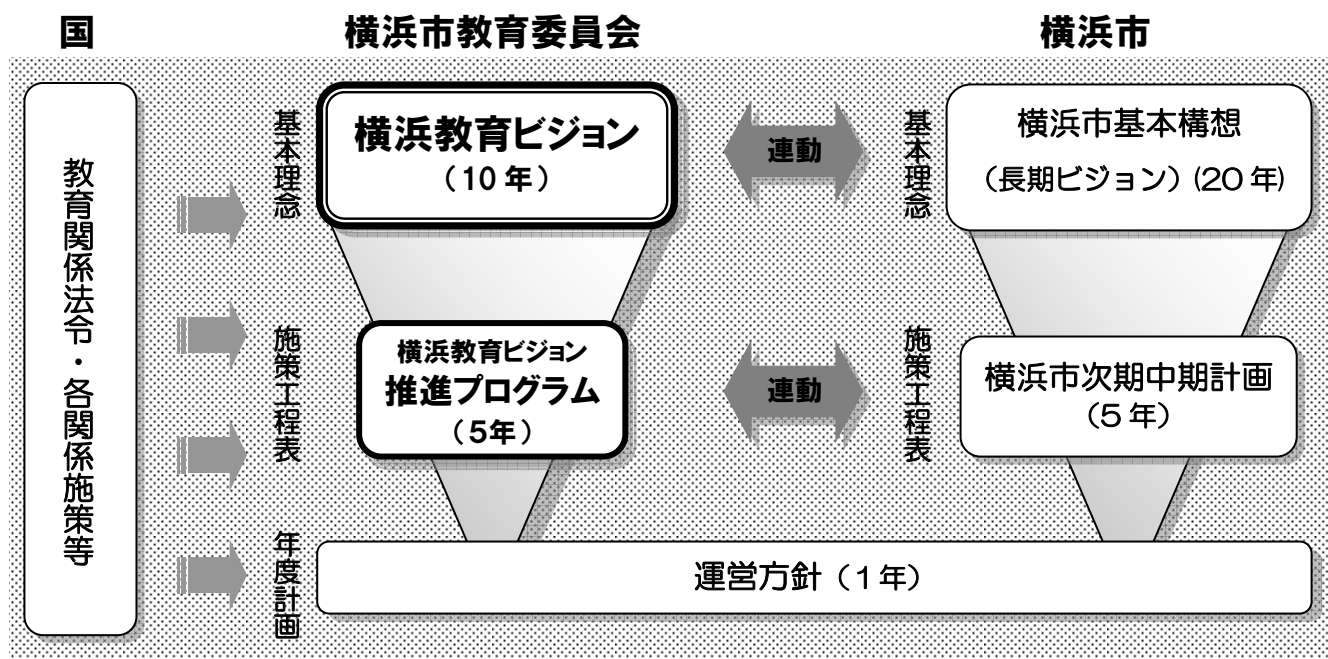 国
横浜市教育委員会
横浜市
教育関係法令・各関係施策等
基本理念
横浜教育ビジョン
（10 年）
連動
基本理念
横浜市基本構想
（長期ビジョン）(20 年)
施策工程表
横浜教育ビジョン
推進プログラム
（5年）
連動
施策工程表
横浜市次期中期計画
（5 年）
年度計画
運営方針（1 年）